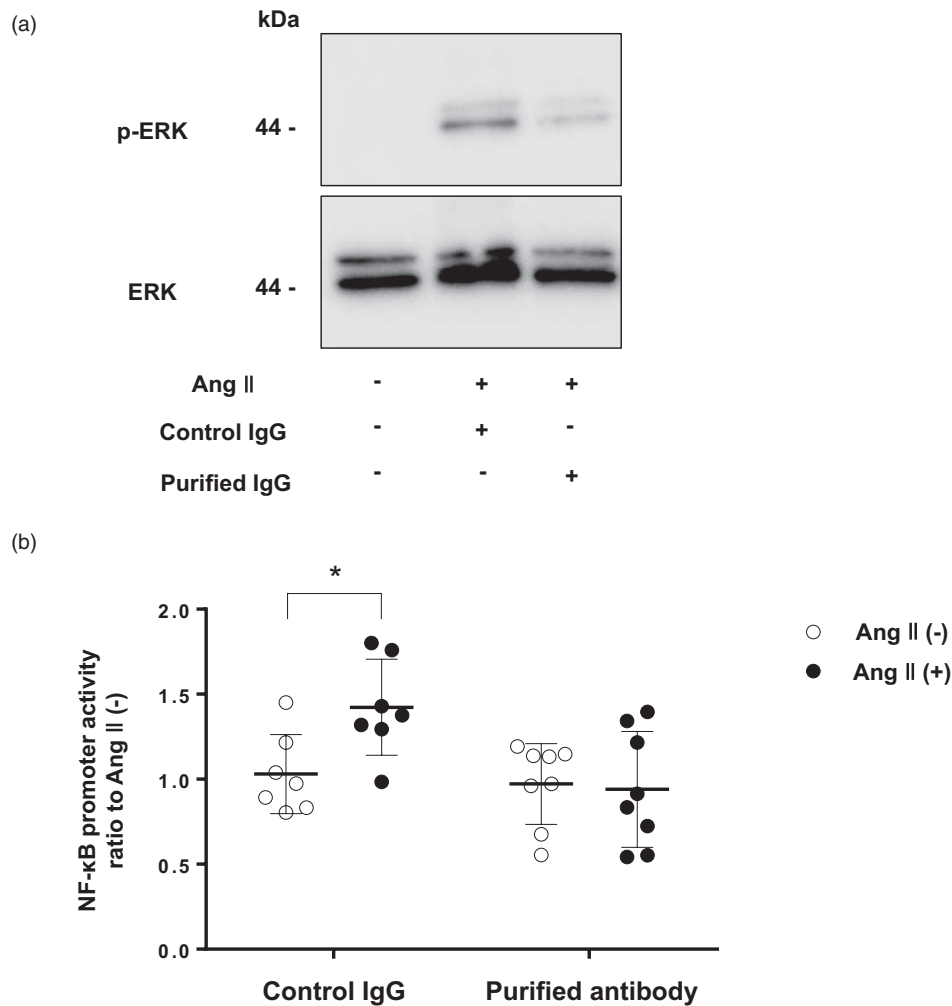 (a)
kDa
p-ERK 44 -
ERK 44 -
Ang Ⅱ - + +
Control IgG - + -
Purified IgG - - +
(b)
*
2.0
1.5
1.0
0.5
0.0
NF-κB promoter activity
ratio to Ang Ⅱ (-)
Ang Ⅱ (-)
Ang Ⅱ (+)
Control IgG Purified antibody